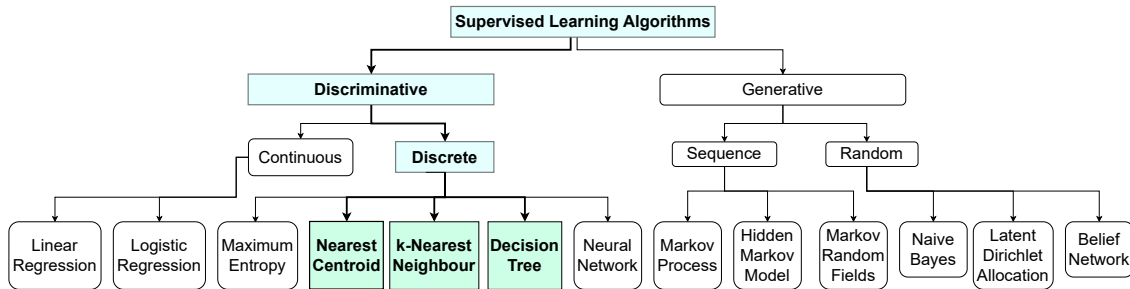 Supervised Learning Algorithms
Discriminative
Generative
Continuous
Discrete
Sequence
Random
Linear
Regression
Logistic
Regression
Maximum
Entropy
Nearest
Centroid
k-Nearest
Neighbour
Decision
Tree
Neural
Network
Markov
Process
Hidden
Markov
Model
Markov
Random
Fields
Naive
Bayes
Latent
Dirichlet
Allocation
Belief
Network